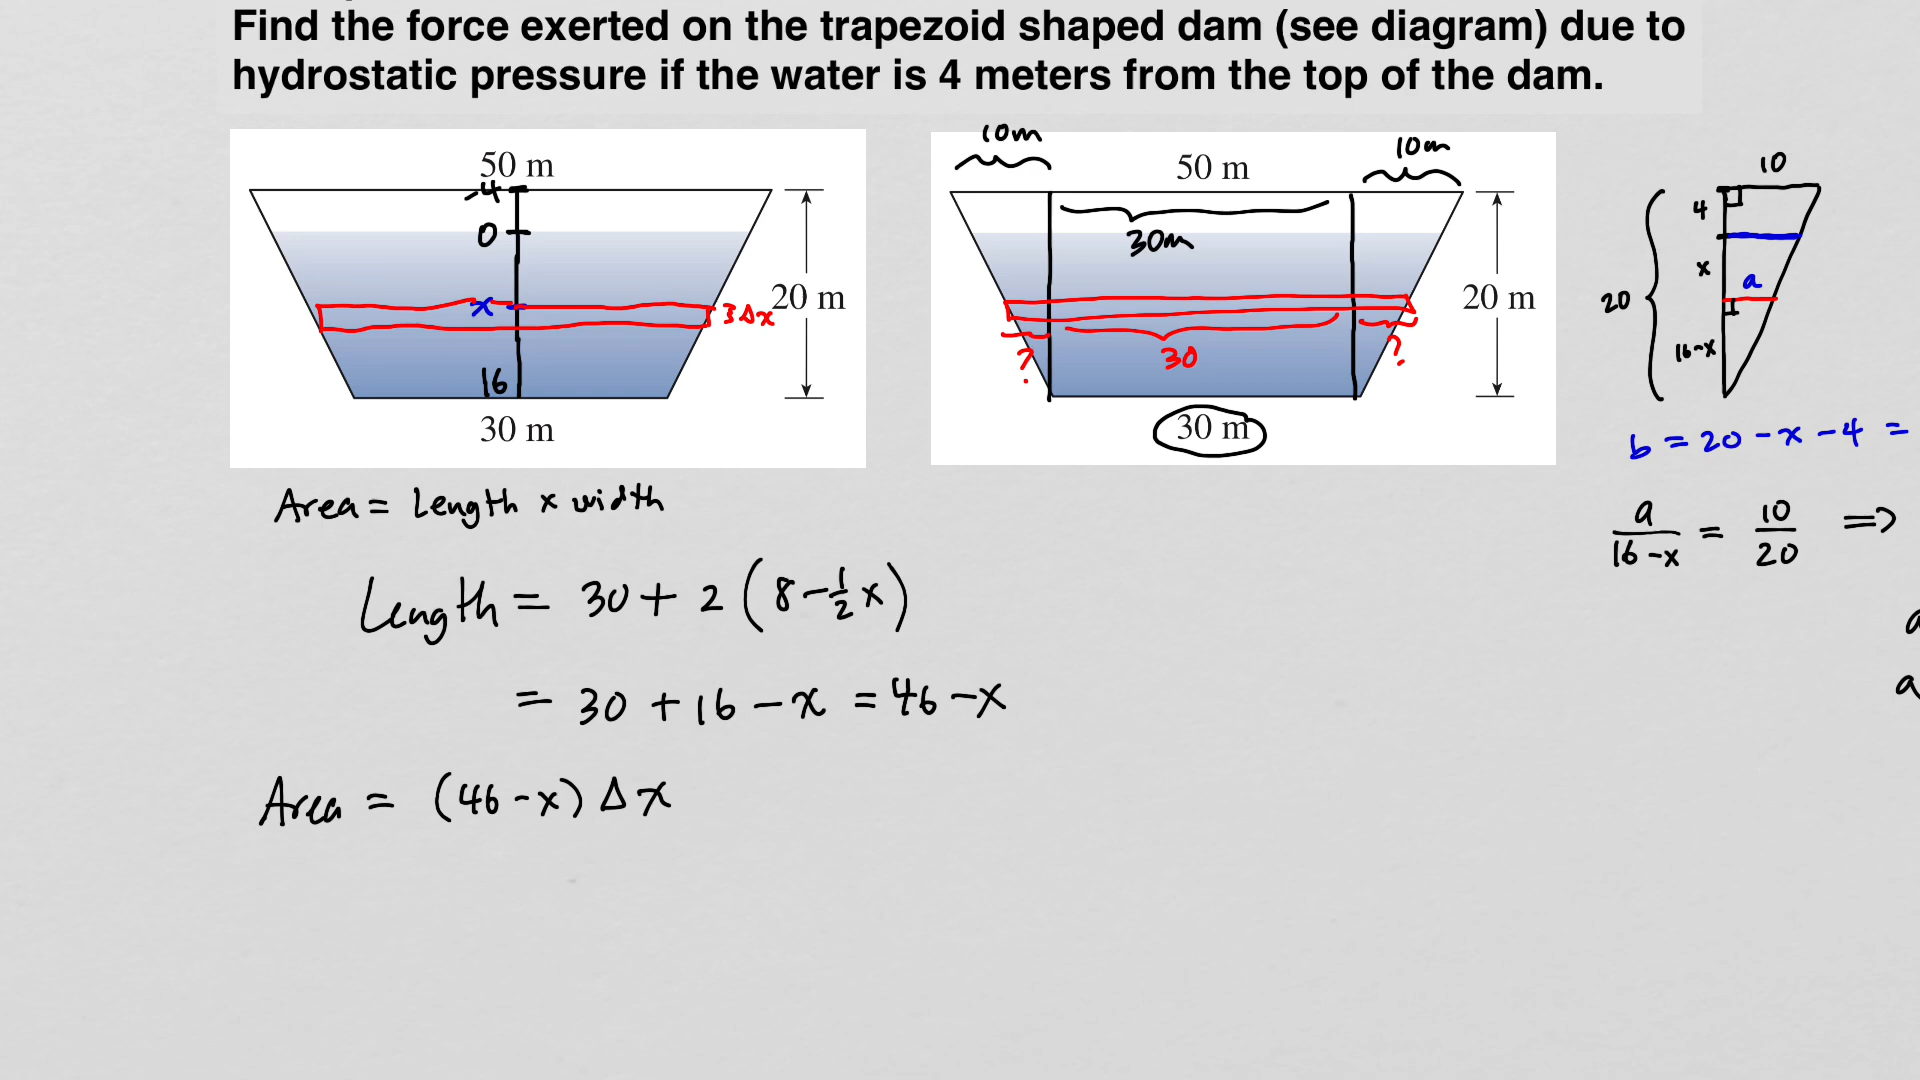 Find the force exerted on the trapezoid shaped dam (see diagram) due to
hydrostatic pressure if the water is 4 meters from the top of the dam.
50 m
-4
0
x
Δx
20 m
16
30 m
10m
10m
50 m
30m
20 m
?
30
?
30 m
10
4
x
a
20
16-x
b = 20 - x - 4 =
a/(16-x) = 10/20 ⇒
a
a
Area = Length x width
Length = 30 + 2 (8 - 1/2 x)
= 30 + 16 - x = 46 - x
Area = (46 - x) Δx